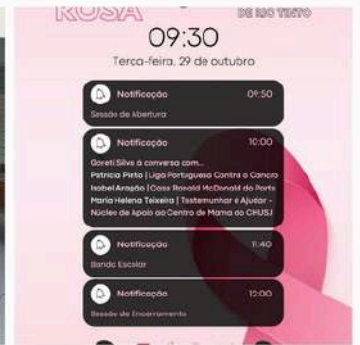 ROSA
DE RIO TINTO
09:30
Terça-feira, 29 de outubro
Notificação 09:50
Sessão de Abertura
Notificação 10:00
Goreti Silva à conversa com...
Patrícia Pinto | Liga Portuguesa Contra o Cancro
Isabel Aragão | Casa Ronald McDonald do Porto
Maria Helena Teixeira | Testemunhar e Ajudar -
Núcleo de Apoio ao Centro de Mama do CHUSJ
Notificação 11:40
Banda Escolar
Notificação 12:00
Sessão de Encerramento